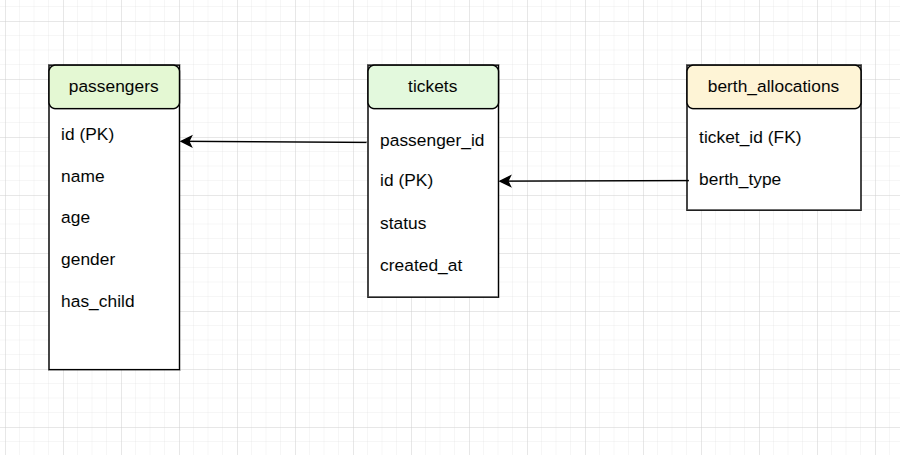 passengers
id (PK)
name
age
gender
has_child
tickets
passenger_id
id (PK)
status
created_at
berth_allocations
ticket_id (FK)
berth_type